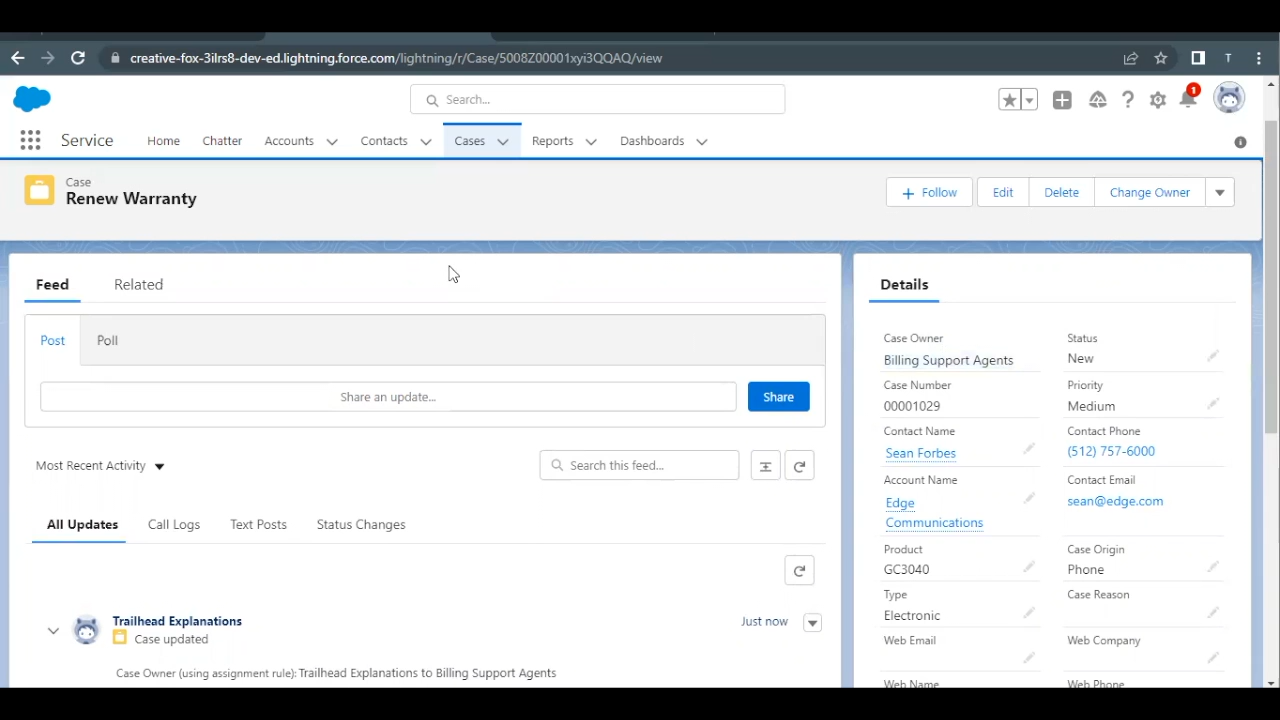 creative-fox-3ilrs8-dev-ed.lightning.force.com/lightning/r/Case/5008Z00001xyi3QQAQ/view
T
Search...
1
Service
Home
Chatter
Accounts
Contacts
Cases
Reports
Dashboards
Case
Renew Warranty
+ Follow
Edit
Delete
Change Owner
Feed
Related
Post
Poll
Share an update...
Share
Most Recent Activity
Search this feed...
All Updates
Call Logs
Text Posts
Status Changes
Trailhead Explanations
Just now
Case updated
Case Owner (using assignment rule): Trailhead Explanations to Billing Support Agents
Details
Case Owner
Billing Support Agents
Status
New
Case Number
00001029
Priority
Medium
Contact Name
Sean Forbes
Contact Phone
(512) 757-6000
Account Name
Edge
Communications
Contact Email
sean@edge.com
Product
GC3040
Case Origin
Phone
Type
Electronic
Case Reason
Web Email
Web Company
Web Name
Web Phone